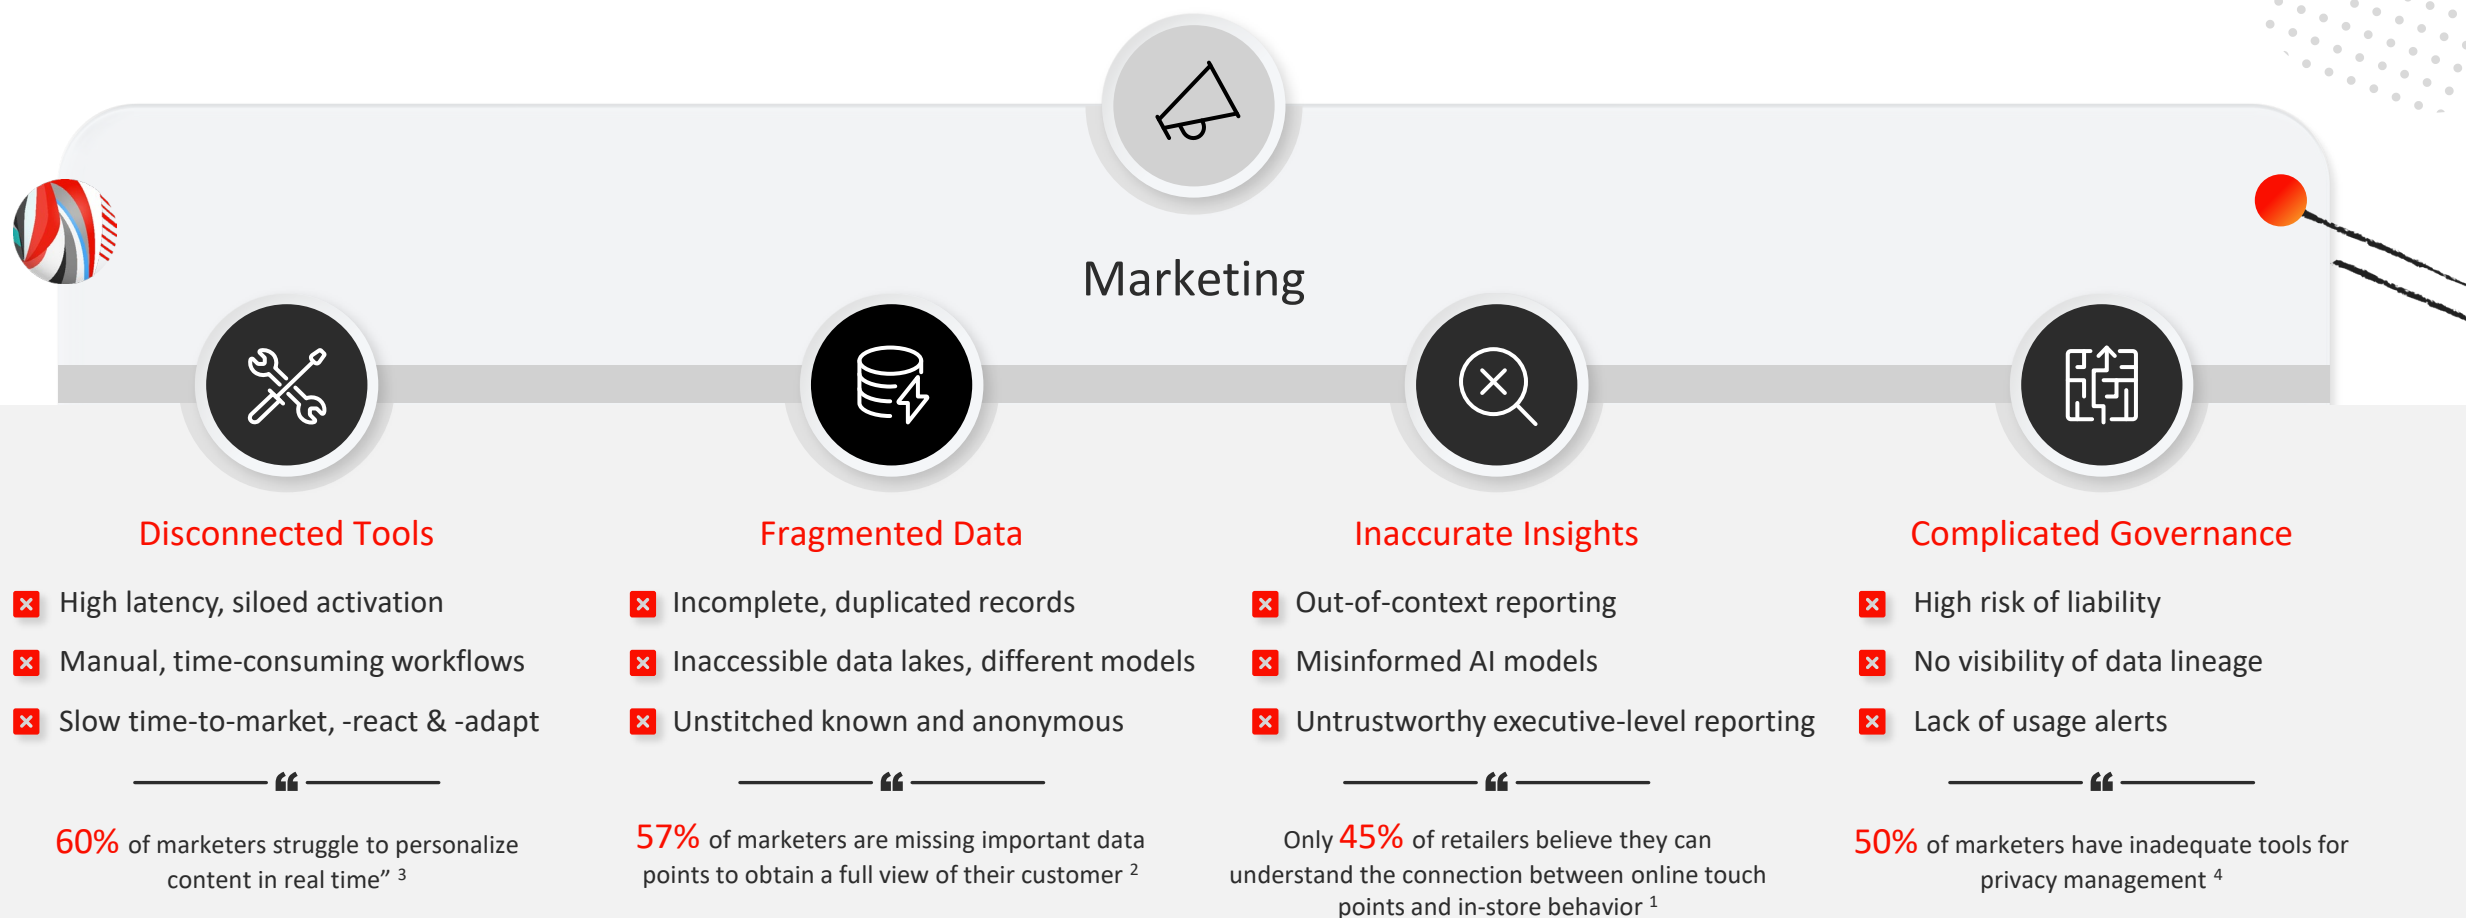 Marketing
Disconnected Tools
High latency, siloed activation
Manual, time-consuming workflows
Slow time-to-market, -react & -adapt
“
60% of marketers struggle to personalize
content in real time” 3
Fragmented Data
Incomplete, duplicated records
Inaccessible data lakes, different models
Unstitched known and anonymous
“
57% of marketers are missing important data
points to obtain a full view of their customer 2
Inaccurate Insights
Out-of-context reporting
Misinformed AI models
Untrustworthy executive-level reporting
“
Only 45% of retailers believe they can
understand the connection between online touch
points and in-store behavior 1
Complicated Governance
High risk of liability
No visibility of data lineage
Lack of usage alerts
“
50% of marketers have inadequate tools for
privacy management 4